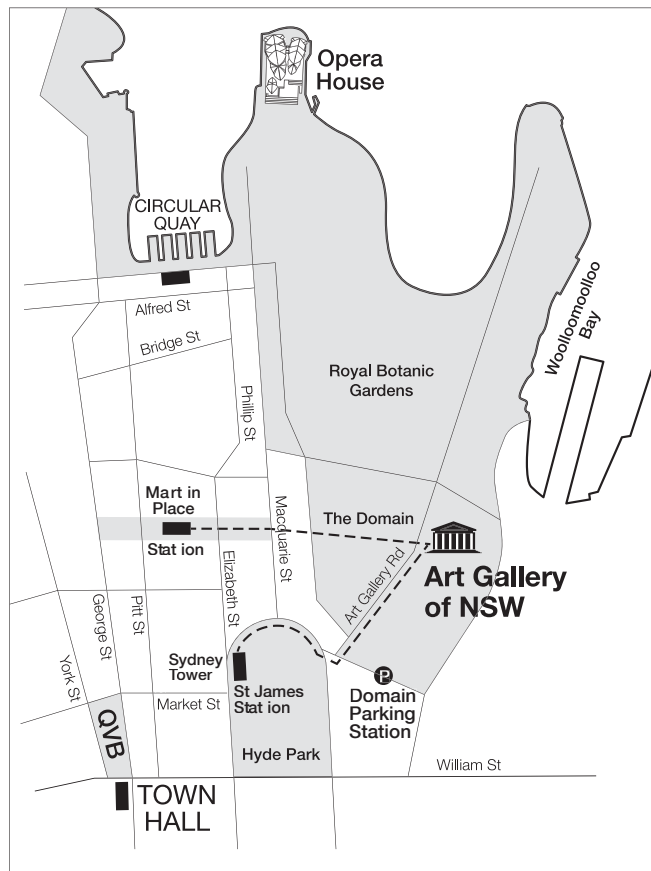 Opera
House
CIRCULAR
QUAY
Alfred St
Bridge St
Woolloomoolloo
Bay
Royal Botanic
Gardens
Phillip St
Mart in
Place
Stat ion
Macquarie St
The Domain
Art Gallery Rd
Art Gallery
of NSW
Elizabeth St
George St
Pitt St
York St
Sydney
Tower
St James
Stat ion
P
Domain
Parking
Station
Market St
QVB
Hyde Park
William St
TOWN
HALL